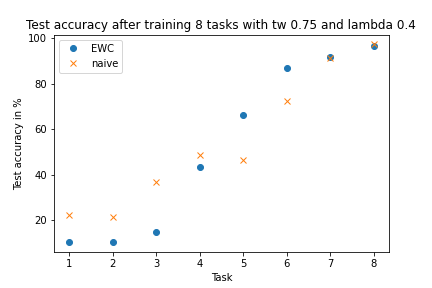 Test accuracy after training 8 tasks with tw 0.75 and lambda 0.4
100
80
60
40
20
Test accuracy in %
EWC
naive
1 2 3 4 5 6 7 8
Task